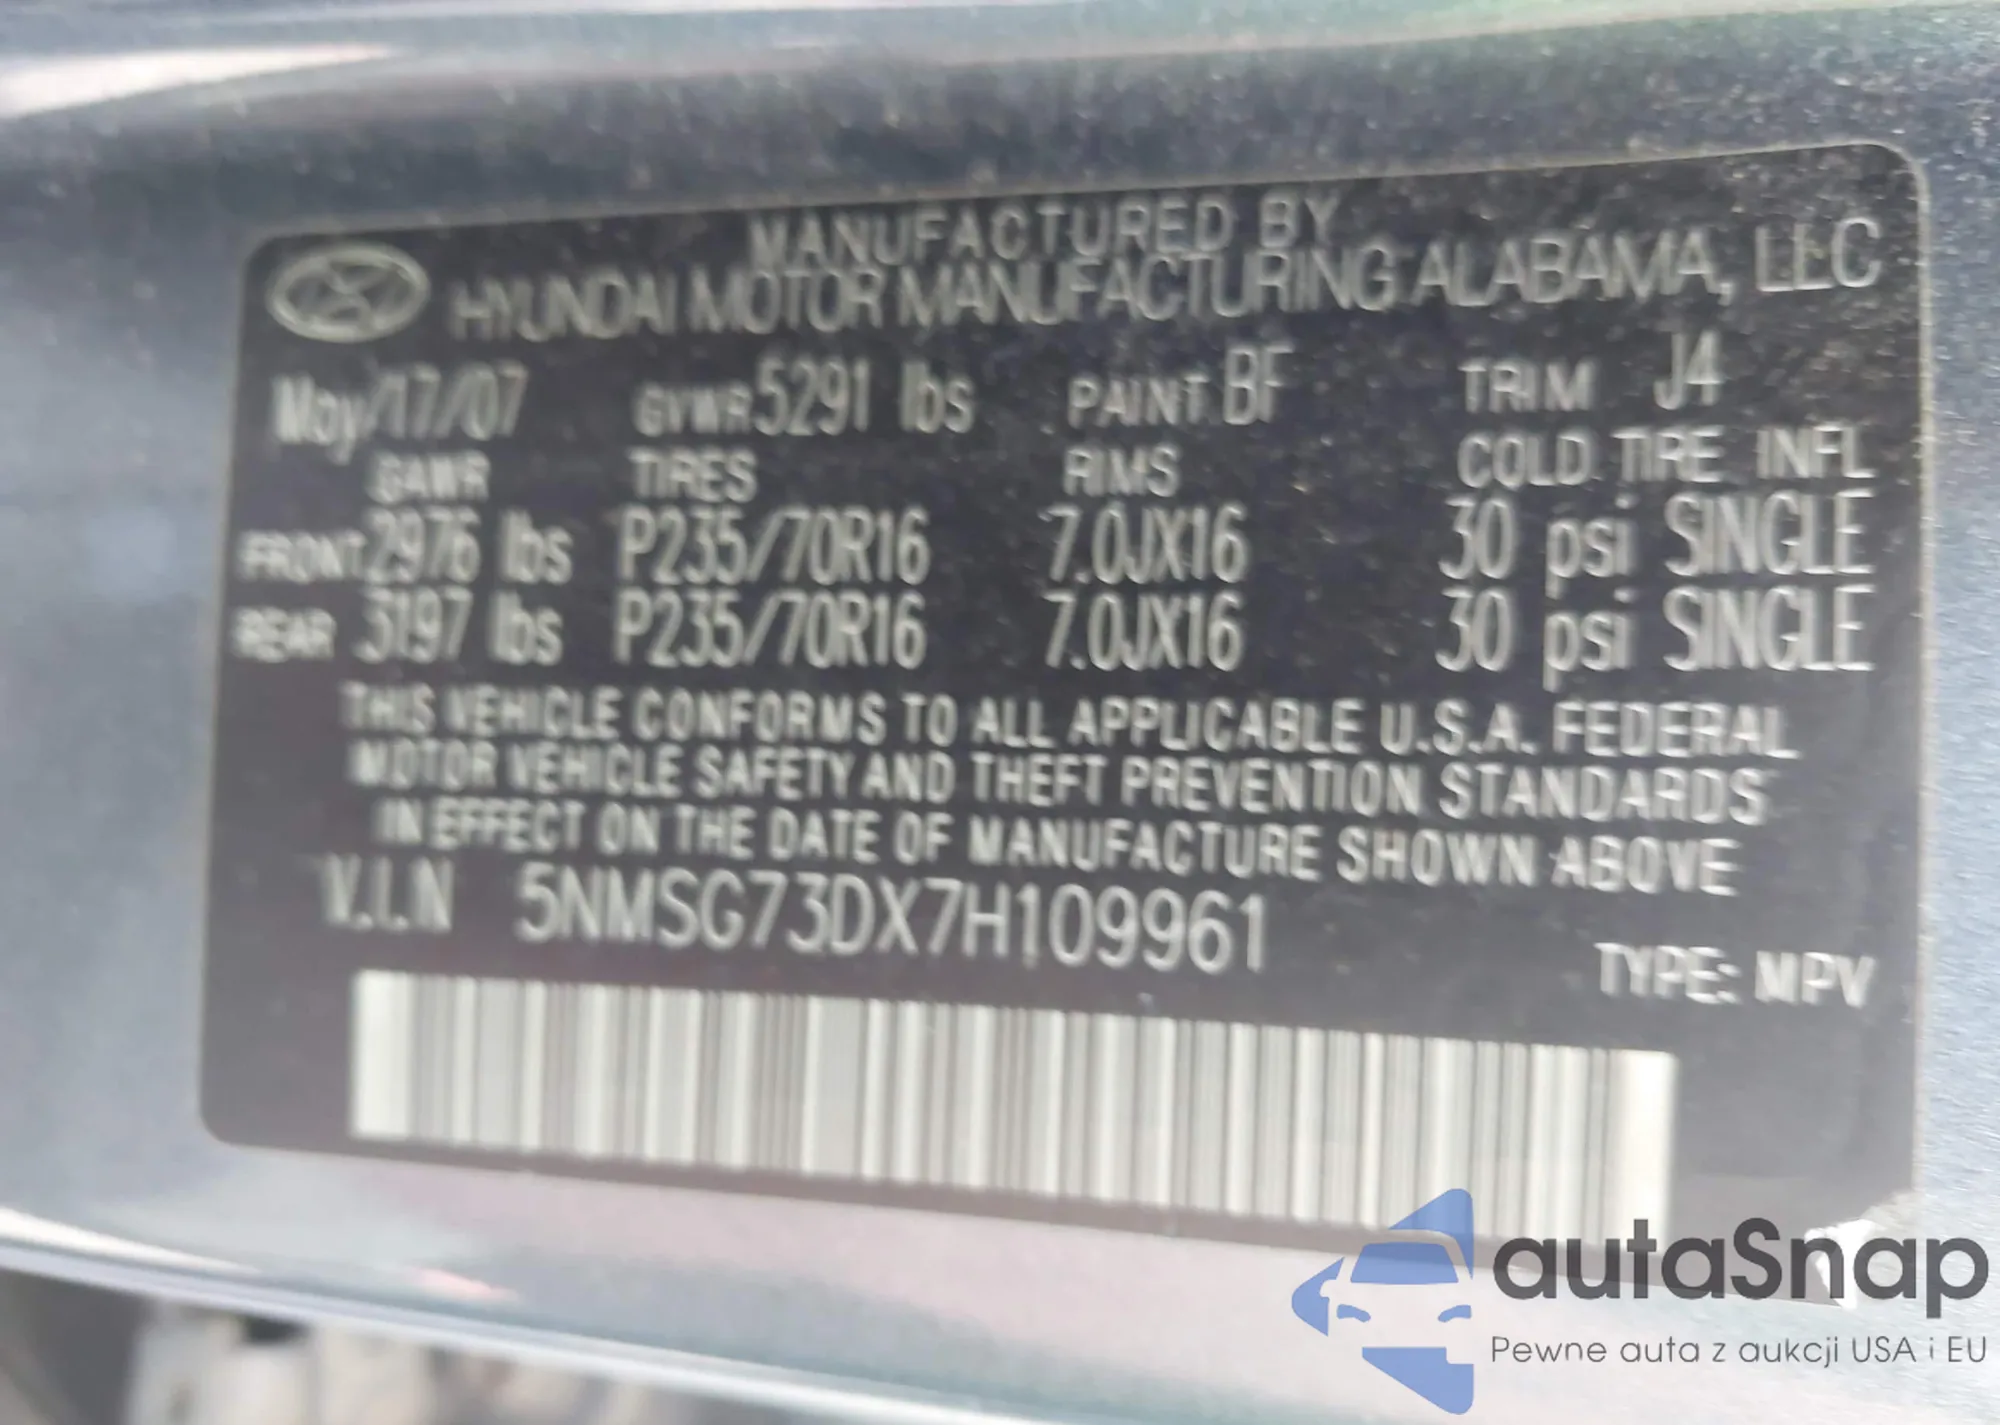 MANUFACTURED BY
HYUNDAI MOTOR MANUFACTURING ALABAMA, LLC
May/17/07 GVWR 5291 lbs PAINT BF TRIM J4
GAWR TIRES RIMS COLD TIRE INFL
FRONT 2976 lbs P235/70R16 7.0JX16 30 psi SINGLE
REAR 3197 lbs P235/70R16 7.0JX16 30 psi SINGLE
THIS VEHICLE CONFORMS TO ALL APPLICABLE U.S.A. FEDERAL
MOTOR VEHICLE SAFETY AND THEFT PREVENTION STANDARDS
IN EFFECT ON THE DATE OF MANUFACTURE SHOWN ABOVE
V.I.N 5NMSG73DX7H109961
TYPE: MPV
autaSnap
Pewne auta z aukcji USA i EU